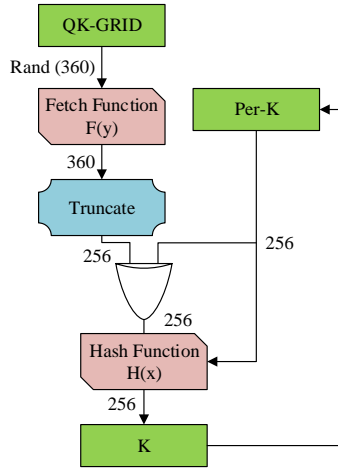 QK-GRID
Rand (360)
Fetch Function
F(y)
Per-K
360
Truncate
256
256
256
Hash Function
H(x)
256
K